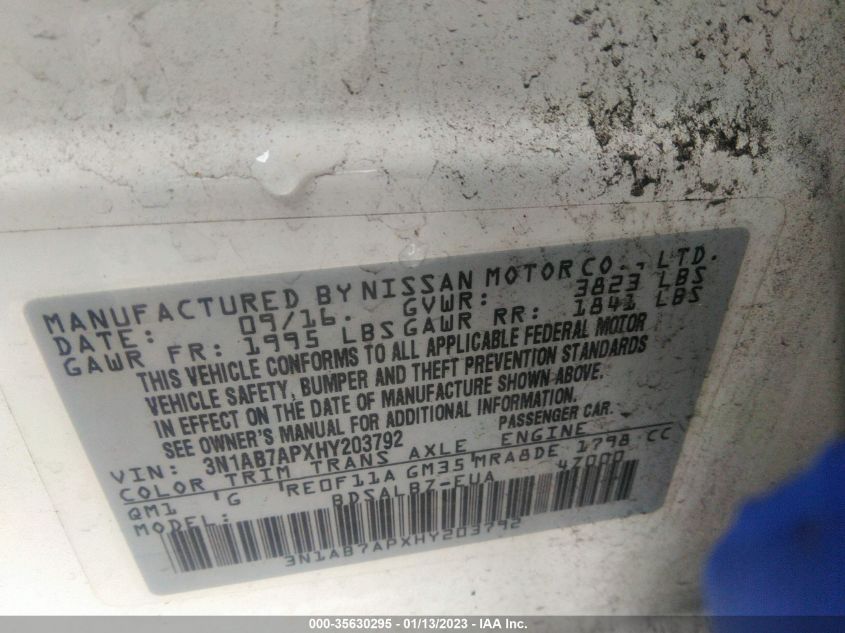 MANUFACTURED BY NISSAN MOTOR CO., LTD.
DATE: 09/16. GVWR: 3823 LBS
GAWR FR: 1995 LBS GAWR RR: 1841 LBS
THIS VEHICLE CONFORMS TO ALL APPLICABLE FEDERAL MOTOR
VEHICLE SAFETY, BUMPER AND THEFT PREVENTION STANDARDS
IN EFFECT ON THE DATE OF MANUFACTURE SHOWN ABOVE.
SEE OWNER'S MANUAL FOR ADDITIONAL INFORMATION.
VIN: 3N1AB7APXHY203792 PASSENGER CAR.
COLOR TRIM TRANS AXLE ENGINE
QM1 G RE0F11A GM35 MRA8DE 1798 CC
MODEL: BDSALBZ-EUA 4Z000
3N1AB7APXHY203792
000-35630295 - 01/13/2023 - IAA, Inc.